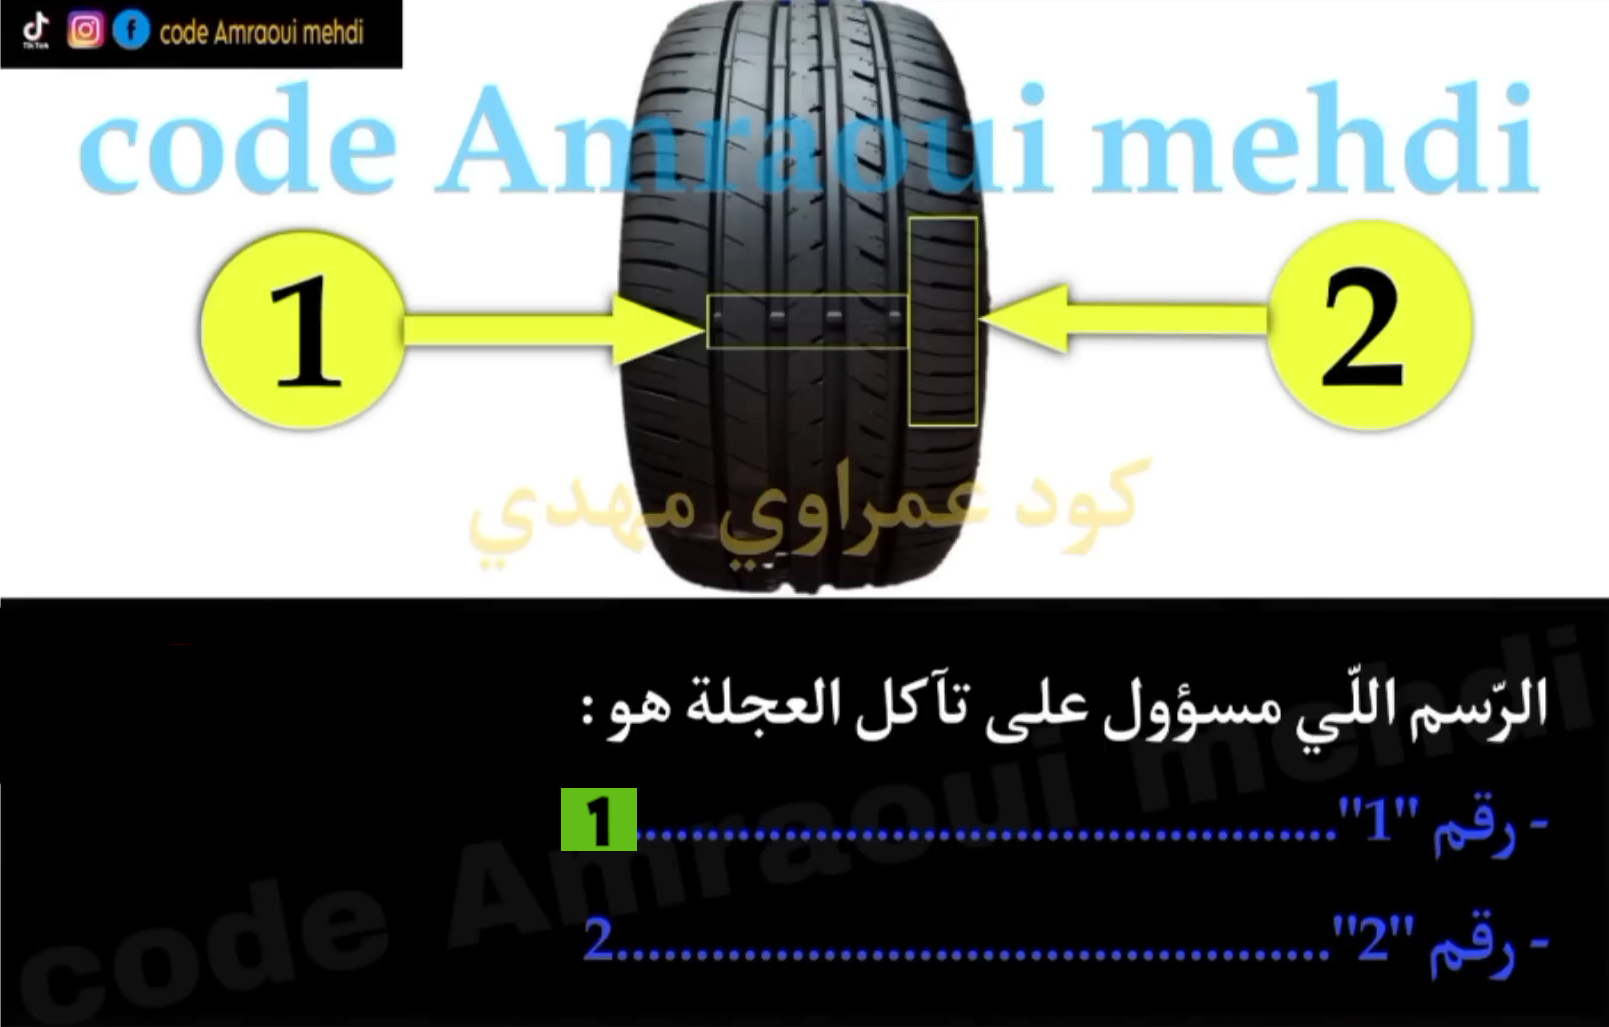 code Amraoui mehdi
code Amraoui mehdi
1
2
كود عمراوي مهدي
الرّسم اللّي مسؤول على تآكل العجلة هو :
- رقم "1"..................................................1
- رقم "2"..................................................2
code Amraoui mehdi